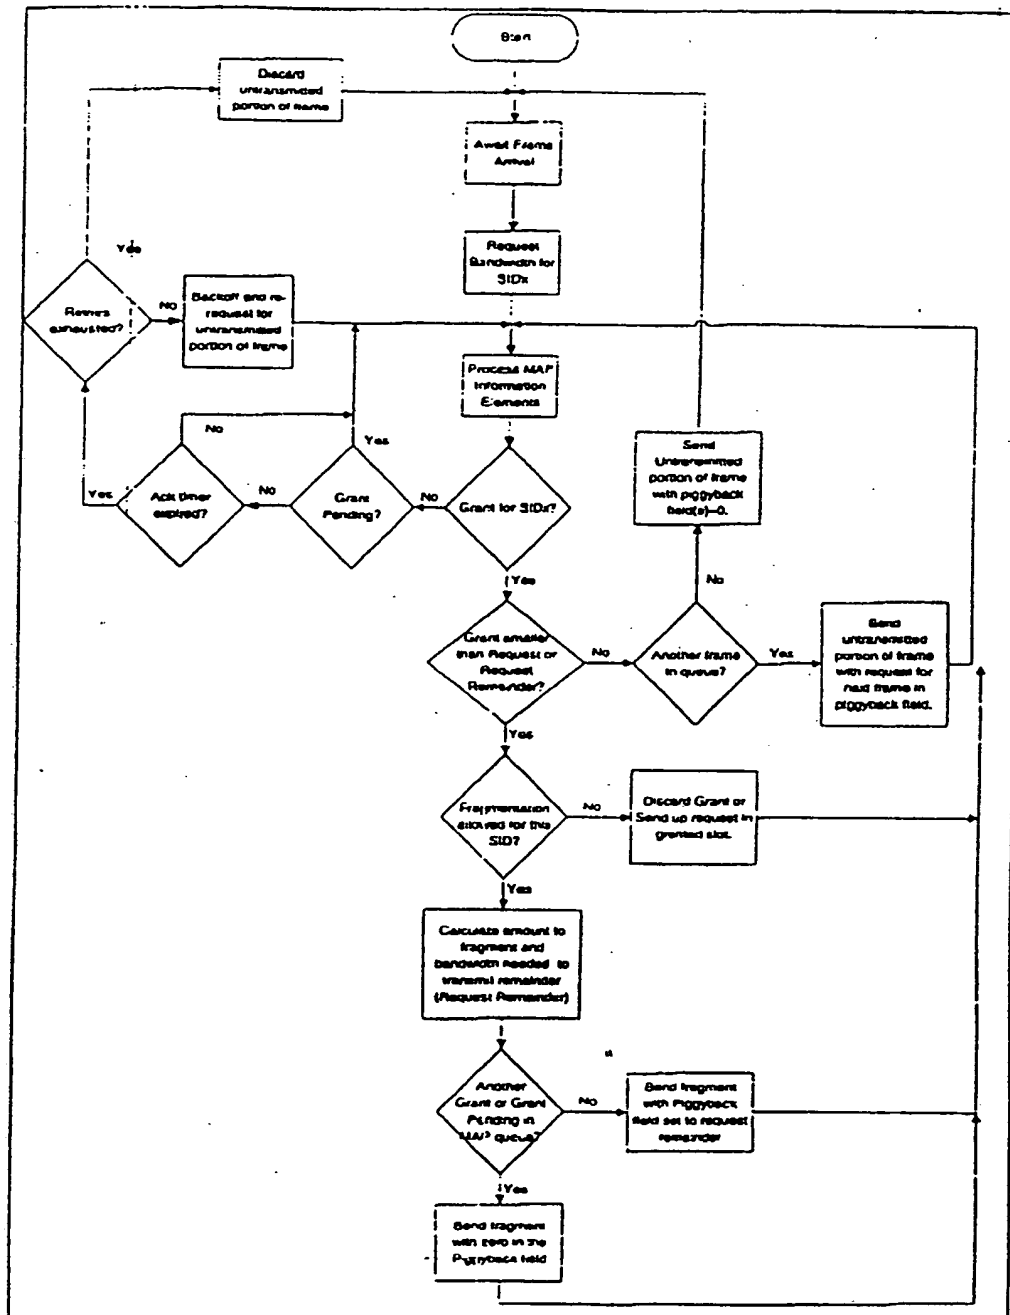 Start
Discard
untransmitted
portion of frame
Await Frame
Arrival
Yes
Request
Bandwidth for
SIDx
Retries
exhausted?
No
Backoff and re-
request for
untransmitted
portion of frame
Process MAP
Information
Elements
No
Yes
Send
Untransmitted
portion of frame
with piggyback
field(s)=0.
Yes
Ack timer
expired?
No
Grant
Pending?
No
Grant for SIDx?
Yes
No
Grant smaller
than Request or
Request
Remainder?
No
Another frame
in queue?
Yes
Send
untransmitted
portion of frame
with request for
next frame in
piggyback field.
Yes
Fragmentation
allowed for this
SID?
No
Discard Grant or
Send up request in
granted slot.
Yes
Calculate amount to
fragment and
bandwidth needed to
transmit remainder
(Request Remainder)
Another
Grant or Grant
Pending in
MAP queue?
No
Send fragment
with Piggyback
field set to request
remainder
Yes
Send fragment
with zero in the
Piggyback field